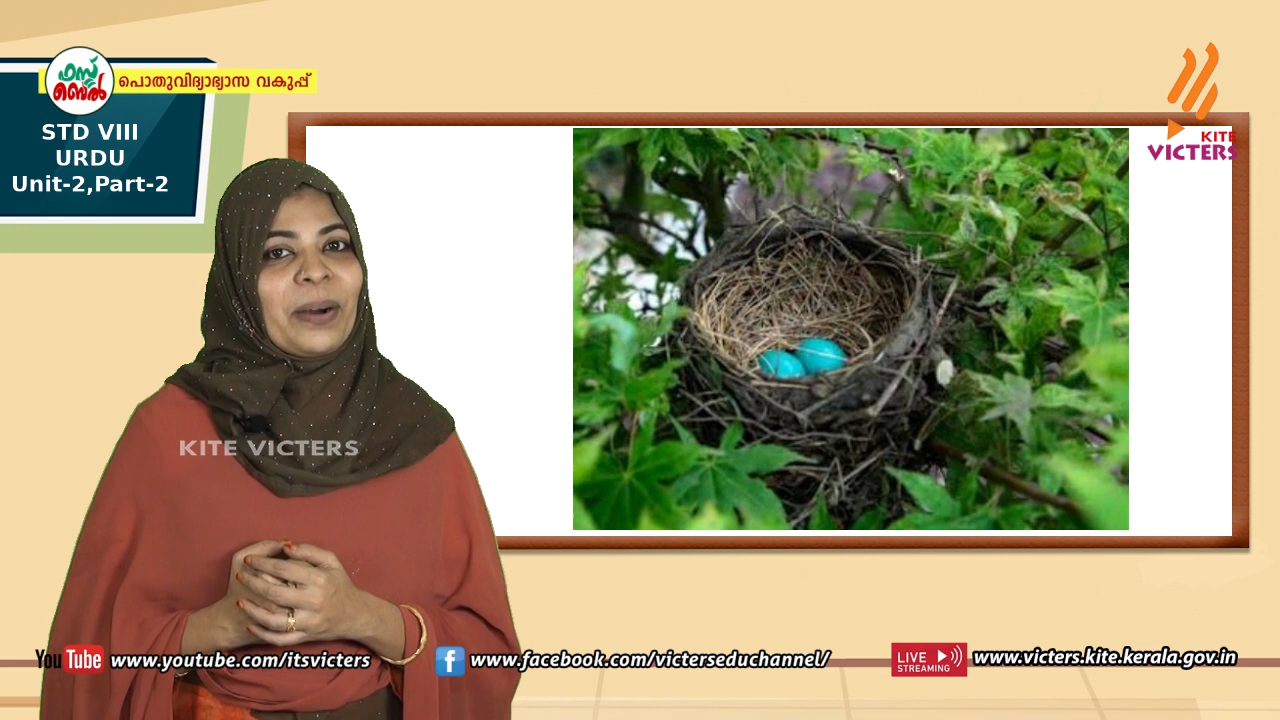 ഫസ്റ്റ്
ബെൽ
പൊതുവിദ്യാഭ്യാസ വകുപ്പ്
STD VIII
URDU
Unit-2,Part-2
KITE
VICTERS
KITE VICTERS
You Tube www.youtube.com/itsvicters
f www.facebook.com/victerseduchannel/
LIVE
STREAMING
www.victers.kite.kerala.gov.in